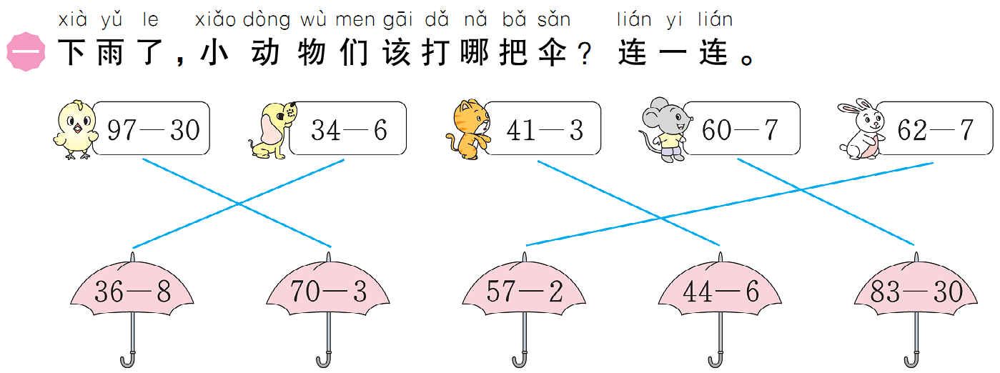 xià yǔ le xiǎo dòng wù men gāi dǎ nǎ bǎ sǎn lián yi lián
一 下雨了，小动物们该打哪把伞？连一连。
97－30 34－6 41－3 60－7 62－7
36－8 70－3 57－2 44－6 83－30